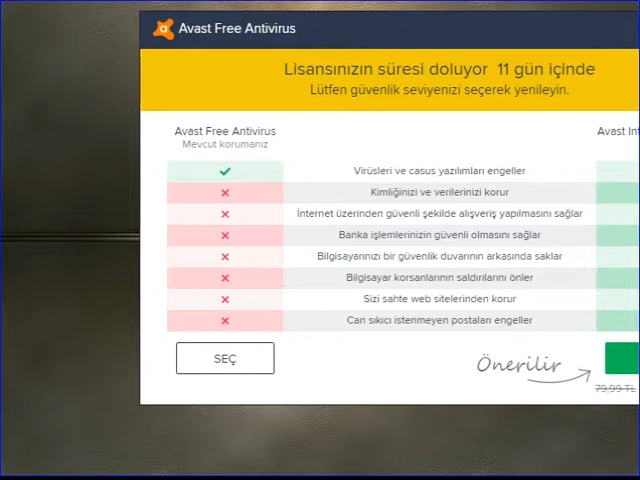 Avast Free Antivirus
Lisansınızın süresi doluyor 11 gün içinde
Lütfen güvenlik seviyenizi seçerek yenileyin.
Avast Free Antivirus
Mevcut korumanız
Avast Int
Virüsleri ve casus yazılımları engeller
Kimliğinizi ve verilerinizi korur
İnternet üzerinden güvenli şekilde alışveriş yapılmasını sağlar
Banka işlemlerinizin güvenli olmasını sağlar
Bilgisayarınızı bir güvenlik duvarının arkasında saklar
Bilgisayar korsanlarının saldırılarını önler
Sizi sahte web sitelerinden korur
Can sıkıcı istenmeyen postaları engeller
SEÇ
Önerilir
79,99 TL